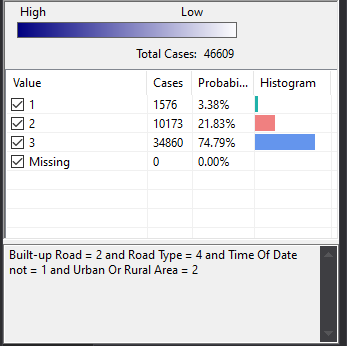 High Low
Total Cases: 46609
Value Cases Probabi... Histogram
1 1576 3.38%
2 10173 21.83%
3 34860 74.79%
Missing 0 0.00%
Built-up Road = 2 and Road Type = 4 and Time Of Date
not = 1 and Urban Or Rural Area = 2